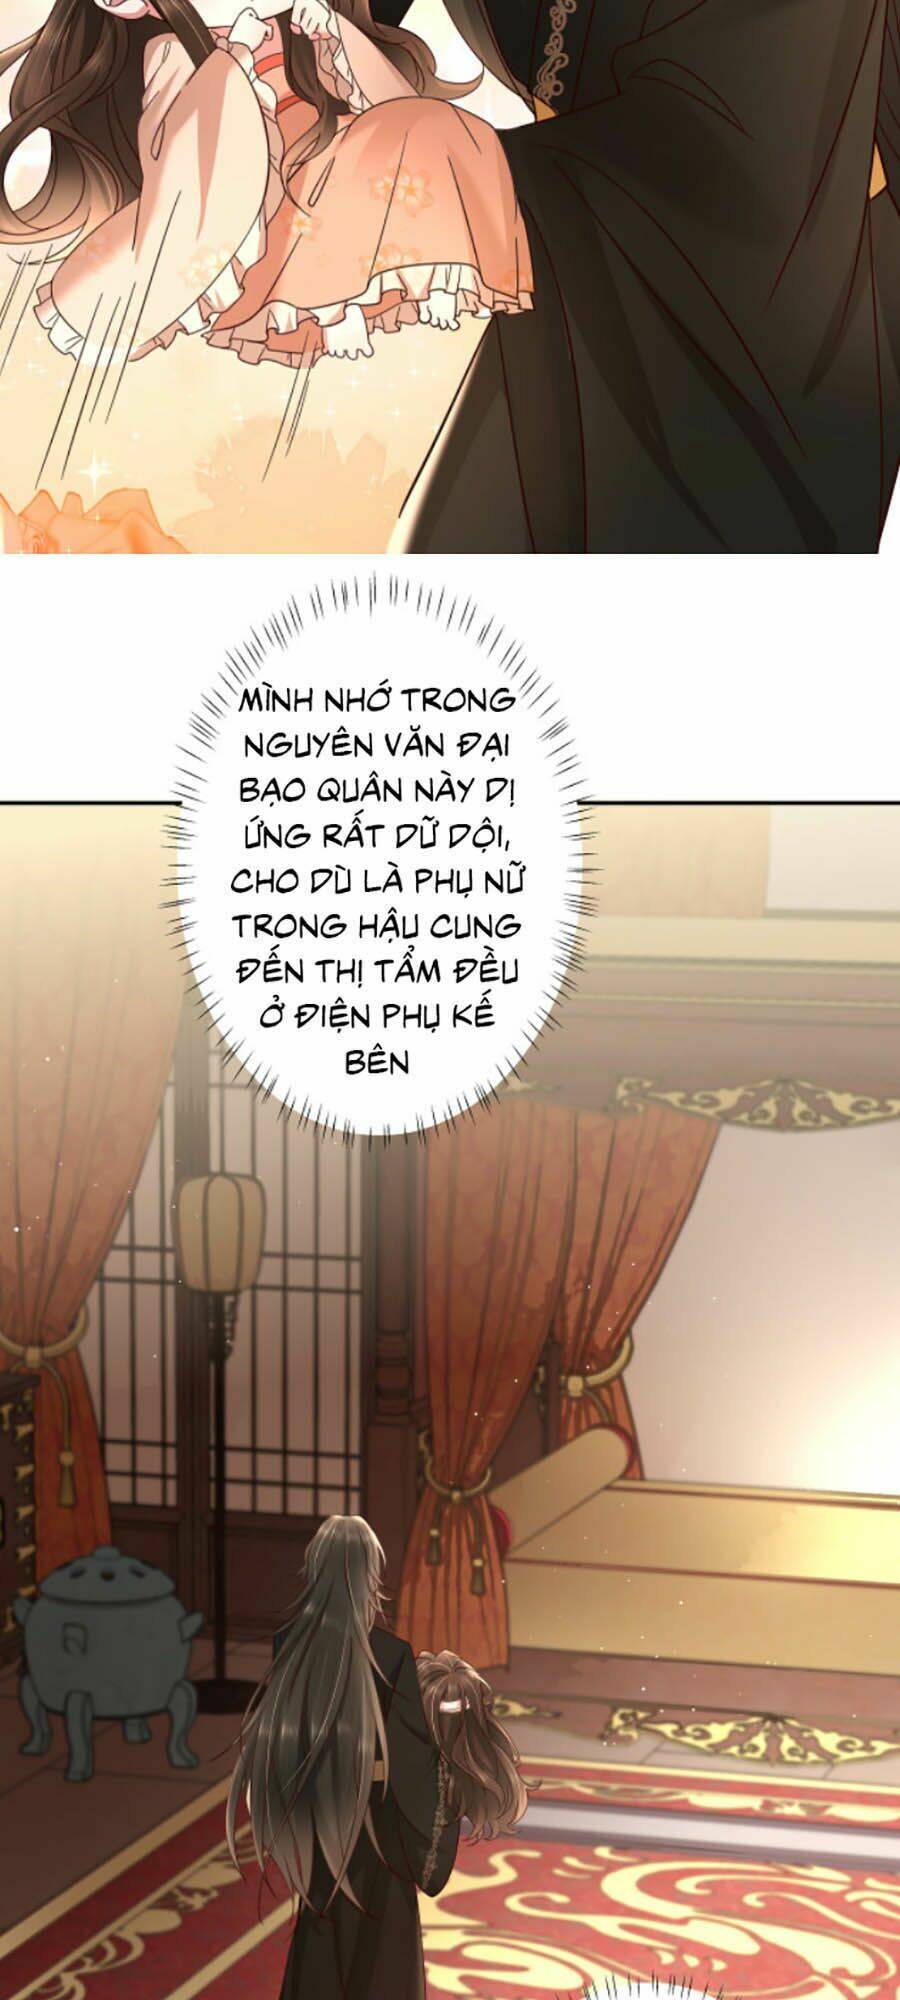 MÌNH NHỚ TRONG
NGUYÊN VĂN ĐẠI
BẠO QUÂN NÀY DỊ
ỨNG RẤT DỮ DỘI,
CHO DÙ LÀ PHỤ NỮ
TRONG HẬU CUNG
ĐẾN THỊ TẨM ĐỀU
Ở ĐIỆN PHỤ KẾ
BÊN